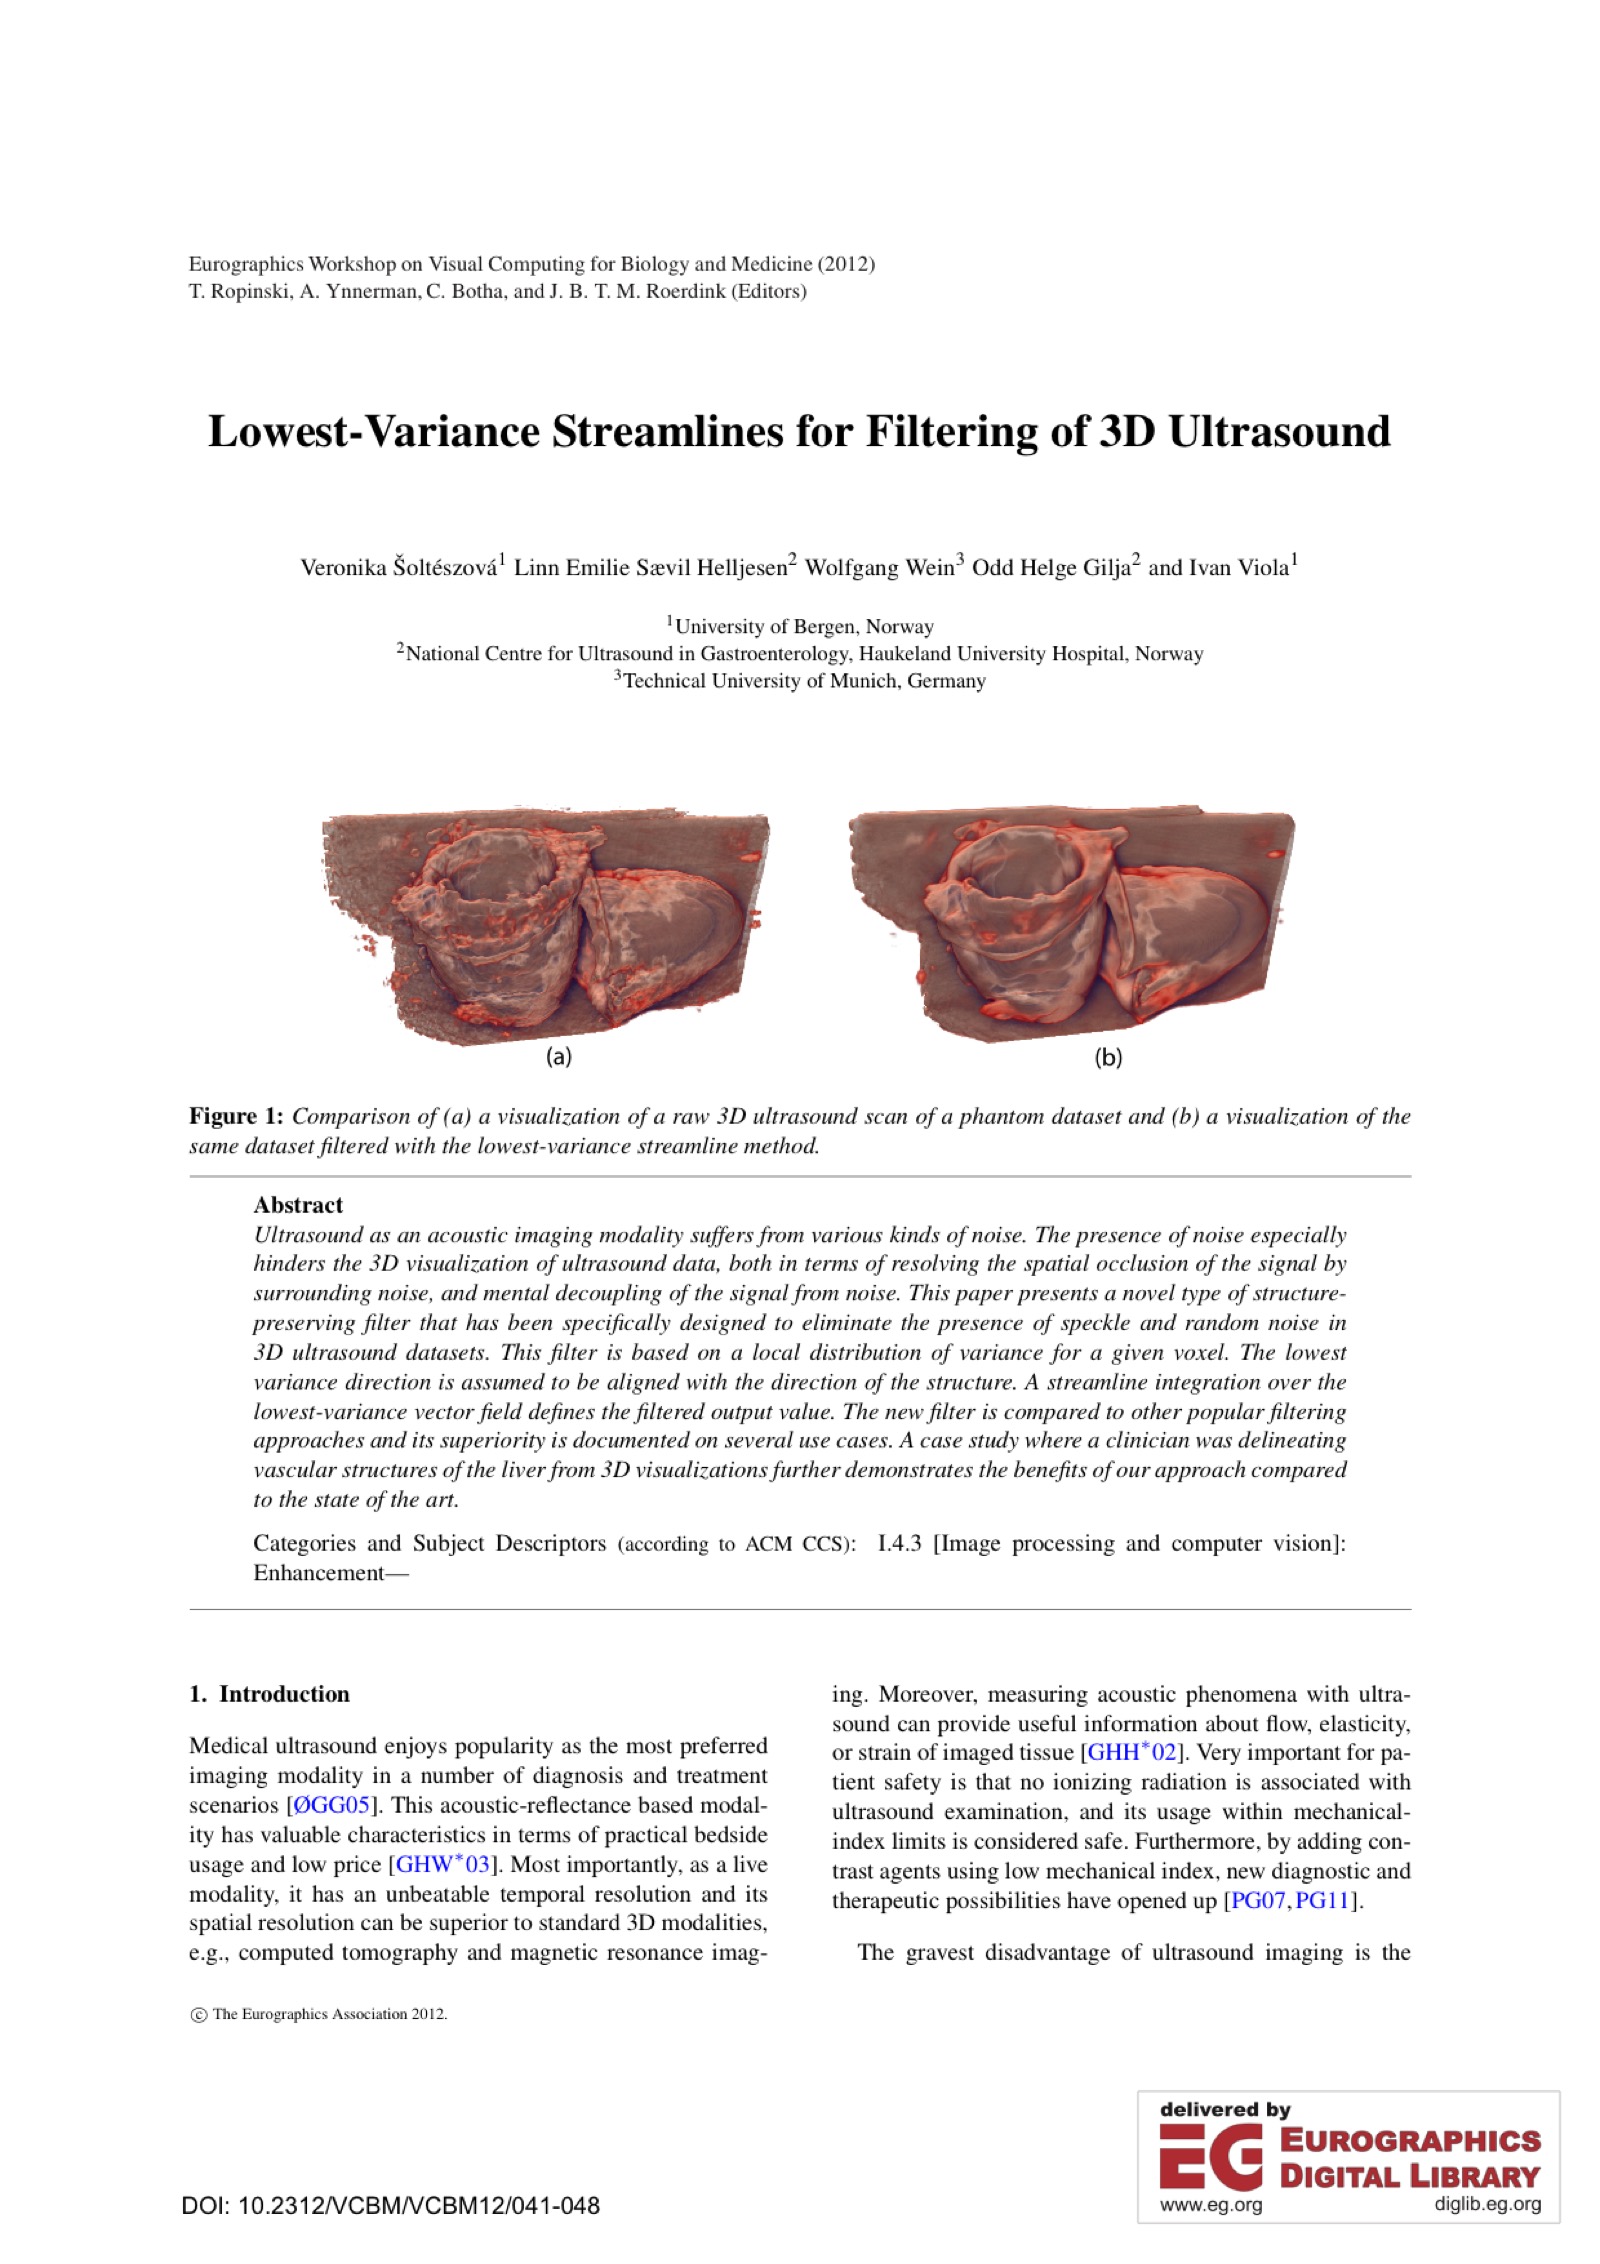 Eurographics Workshop on Visual Computing for Biology and Medicine (2012)
T. Ropinski, A. Ynnerman, C. Botha, and J. B. T. M. Roerdink (Editors)
Lowest-Variance Streamlines for Filtering of 3D Ultrasound
Veronika Šoltészová1 Linn Emilie Sævil Helljesen2 Wolfgang Wein3 Odd Helge Gilja2 and Ivan Viola1
1University of Bergen, Norway
2National Centre for Ultrasound in Gastroenterology, Haukeland University Hospital, Norway
3Technical University of Munich, Germany
(a)
(b)
Figure 1: Comparison of (a) a visualization of a raw 3D ultrasound scan of a phantom dataset and (b) a visualization of the
same dataset filtered with the lowest-variance streamline method.
Abstract
Ultrasound as an acoustic imaging modality suffers from various kinds of noise. The presence of noise especially
hinders the 3D visualization of ultrasound data, both in terms of resolving the spatial occlusion of the signal by
surrounding noise, and mental decoupling of the signal from noise. This paper presents a novel type of structure-
preserving filter that has been specifically designed to eliminate the presence of speckle and random noise in
3D ultrasound datasets. This filter is based on a local distribution of variance for a given voxel. The lowest
variance direction is assumed to be aligned with the direction of the structure. A streamline integration over the
lowest-variance vector field defines the filtered output value. The new filter is compared to other popular filtering
approaches and its superiority is documented on several use cases. A case study where a clinician was delineating
vascular structures of the liver from 3D visualizations further demonstrates the benefits of our approach compared
to the state of the art.
Categories and Subject Descriptors (according to ACM CCS): I.4.3 [Image processing and computer vision]:
Enhancement—
1. Introduction
Medical ultrasound enjoys popularity as the most preferred
imaging modality in a number of diagnosis and treatment
scenarios [ØGG05]. This acoustic-reflectance based modal-
ity has valuable characteristics in terms of practical bedside
usage and low price [GHW*03]. Most importantly, as a live
modality, it has an unbeatable temporal resolution and its
spatial resolution can be superior to standard 3D modalities,
e.g., computed tomography and magnetic resonance imag-
ing. Moreover, measuring acoustic phenomena with ultra-
sound can provide useful information about flow, elasticity,
or strain of imaged tissue [GHH*02]. Very important for pa-
tient safety is that no ionizing radiation is associated with
ultrasound examination, and its usage within mechanical-
index limits is considered safe. Furthermore, by adding con-
trast agents using low mechanical index, new diagnostic and
therapeutic possibilities have opened up [PG07, PG11].
The gravest disadvantage of ultrasound imaging is the
© The Eurographics Association 2012.
delivered by
EG EUROGRAPHICS
DIGITAL LIBRARY
www.eg.org diglib.eg.org
DOI: 10.2312/VCBM/VCBM12/041-048